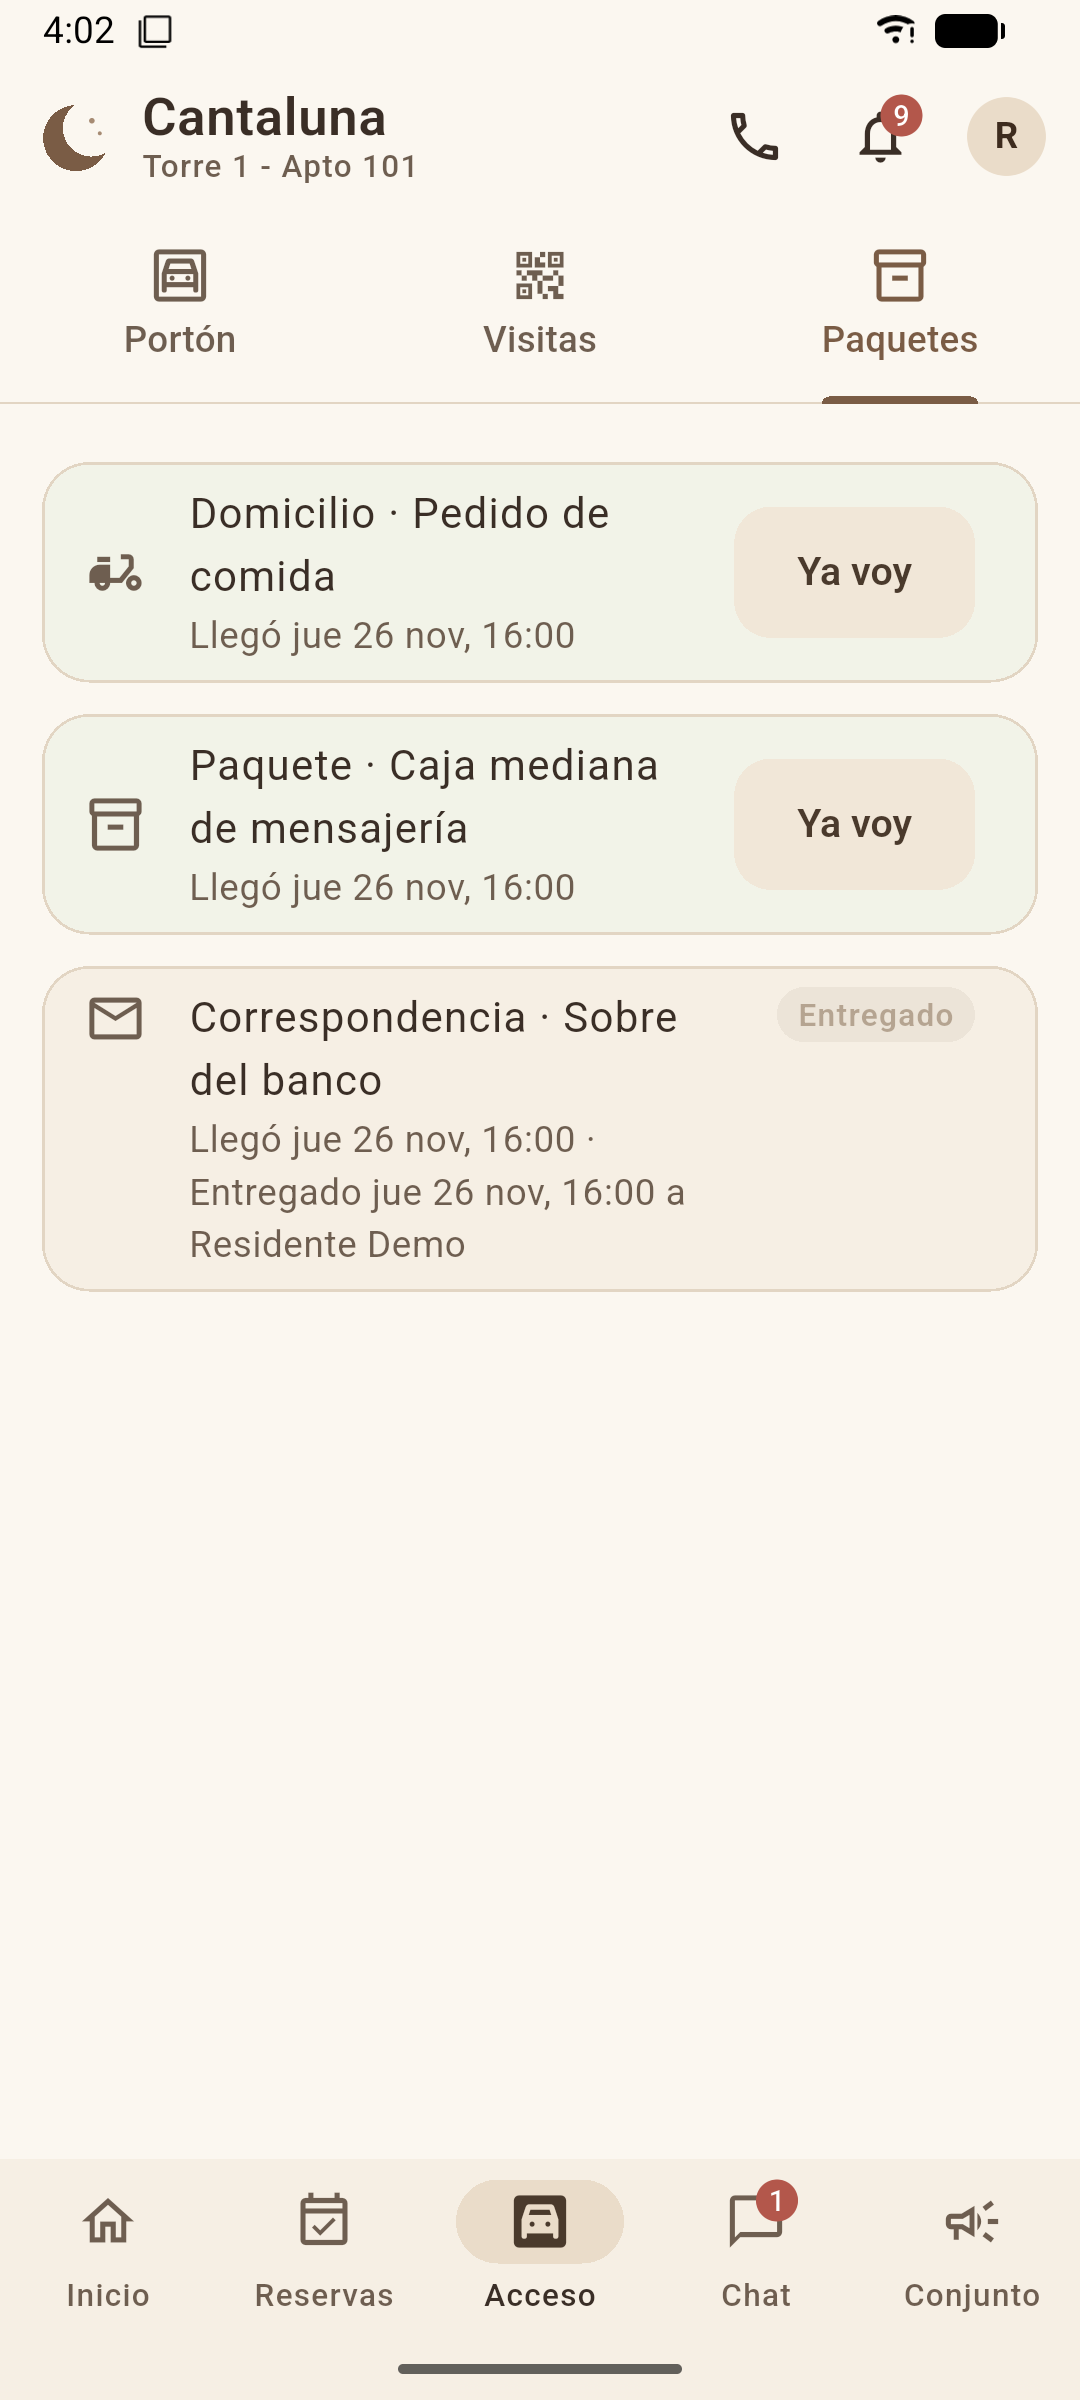 4:02
Cantaluna
Torre 1 - Apto 101
9
R
Portón
Visitas
Paquetes
Domicilio · Pedido de
comida
Llegó jue 26 nov, 16:00
Ya voy
Paquete · Caja mediana
de mensajería
Llegó jue 26 nov, 16:00
Ya voy
Correspondencia · Sobre
del banco
Entregado
Llegó jue 26 nov, 16:00 ·
Entregado jue 26 nov, 16:00 a
Residente Demo
Inicio
Reservas
Acceso
1
Chat
Conjunto